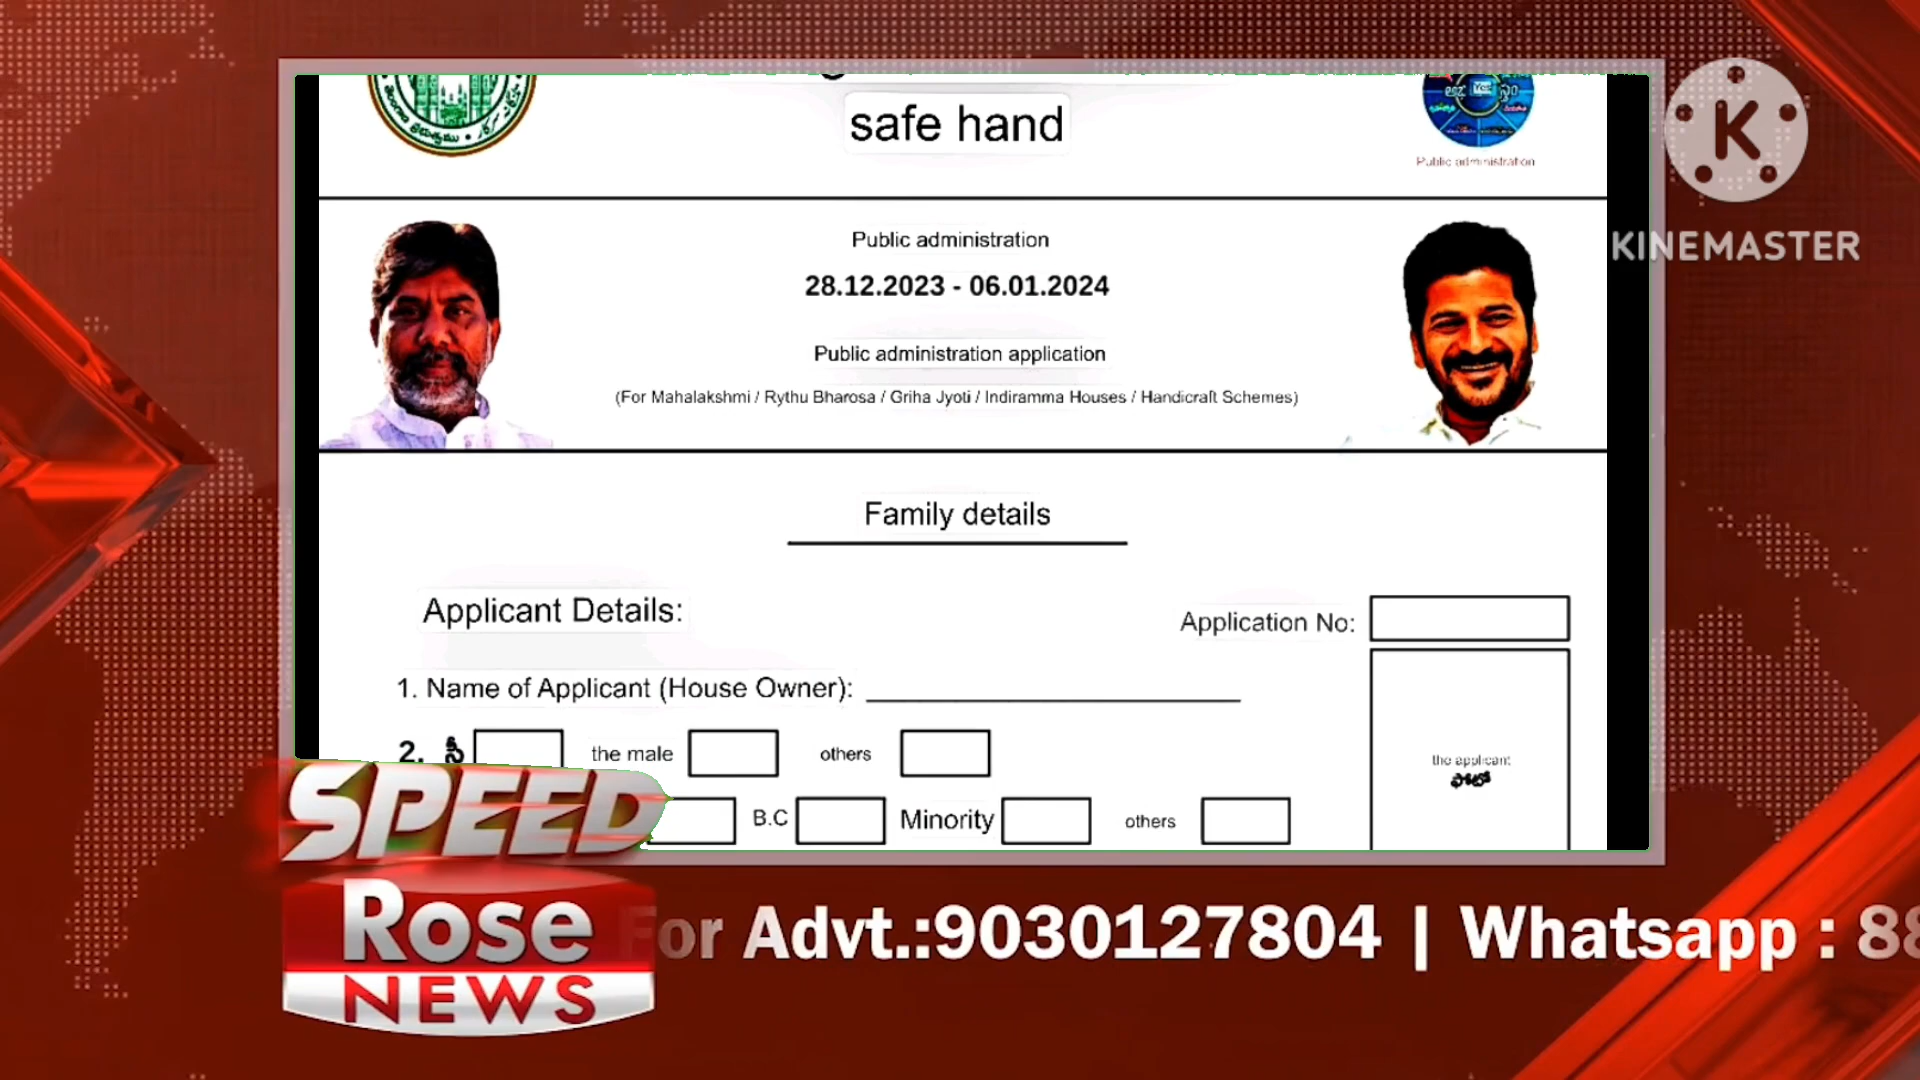 safe hand
Public administration
KINEMASTER
Public administration
28.12.2023 - 06.01.2024
Public administration application
(For Mahalakshmi / Rythu Bharosa / Griha Jyoti / Indiramma Houses / Handicraft Schemes)
Family details
Applicant Details:
Application No:
1. Name of Applicant (House Owner):
2. స్త్రీ the male others
the applicant
ఫోటో
B.C Minority others
SPEED
Rose
NEWS
For Advt.:9030127804 | Whatsapp : 88